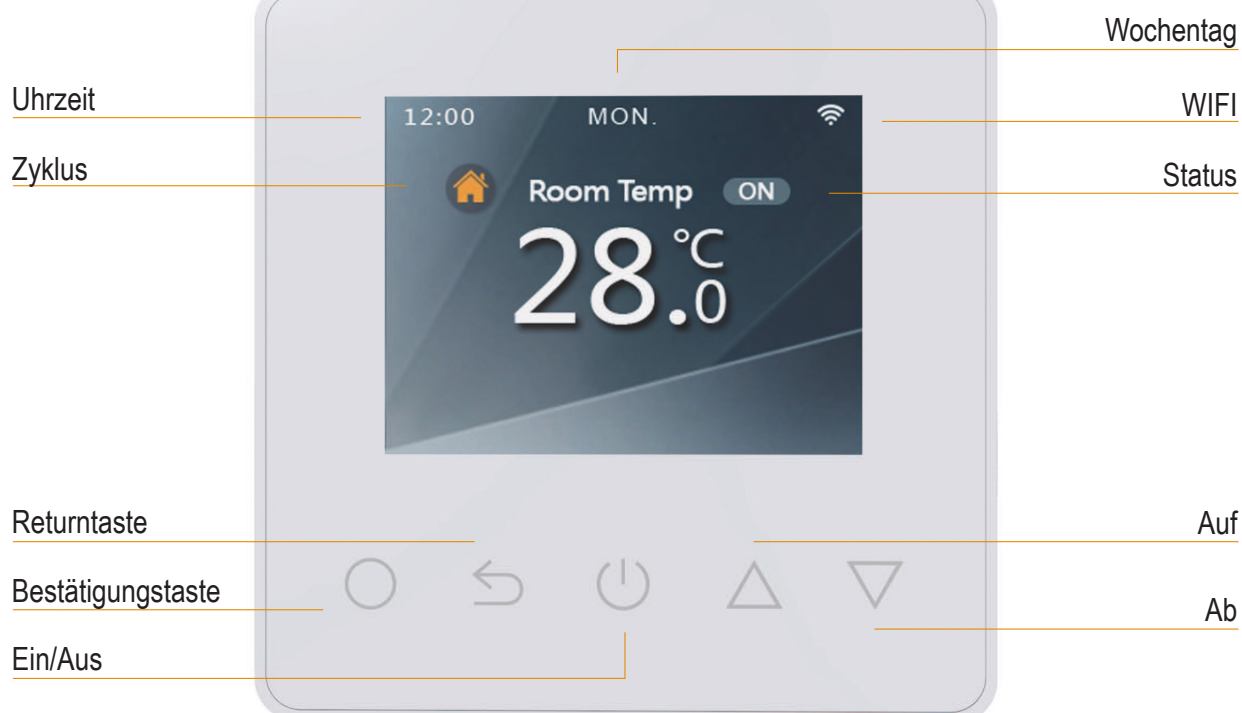 Wochentag
Uhrzeit
WIFI
12:00 MON.
Zyklus
Status
Room Temp ON
28.0 °C
Returntaste
Auf
Bestätigungstaste
Ab
Ein/Aus